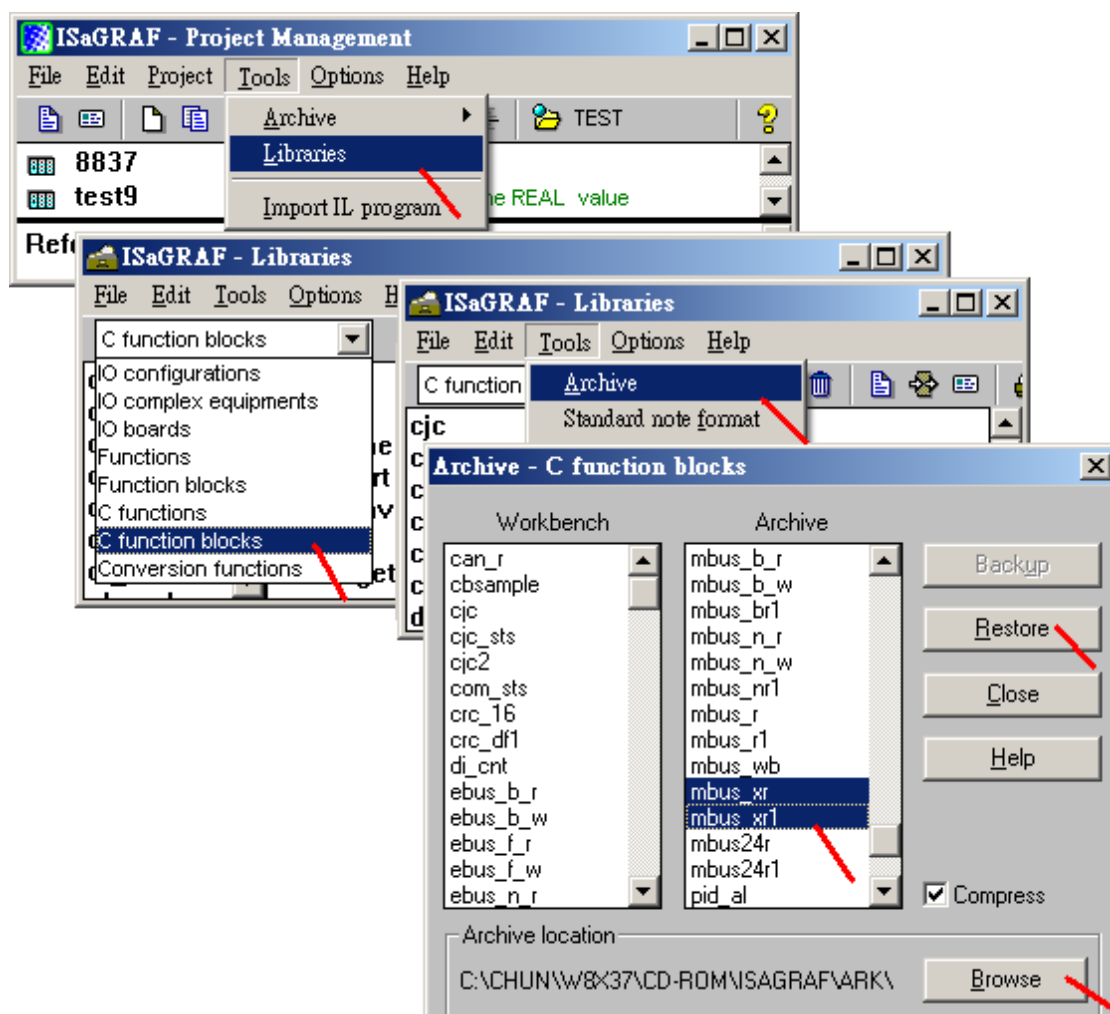 ISaGRAF - Project Management
File Edit Project Tools Options Help
TEST
Archive
Libraries
Import IL program
8837
test9
REAL value
ISaGRAF - Libraries
File Edit Tools Options
C function blocks
IO configurations
IO complex equipments
IO boards
Functions
Function blocks
C functions
C function blocks
Conversion functions
ISaGRAF - Libraries
File Edit Tools Options Help
C function
Archive
Standard note format
cjc
Archive - C function blocks
Workbench
can_r
cbsample
cjc
cjc_sts
cjc2
com_sts
crc_16
crc_df1
di_cnt
ebus_b_r
ebus_b_w
ebus_f_r
ebus_f_w
ebus_n_r
Archive
mbus_b_r
mbus_b_w
mbus_br1
mbus_n_r
mbus_n_w
mbus_nr1
mbus_r
mbus_r1
mbus_wb
mbus_xr
mbus_xr1
mbus24r
mbus24r1
pid_al
Backup
Restore
Close
Help
Compress
Archive location
C:\CHUN\W8X37\CD-ROM\ISAGRAF\ARK\
Browse